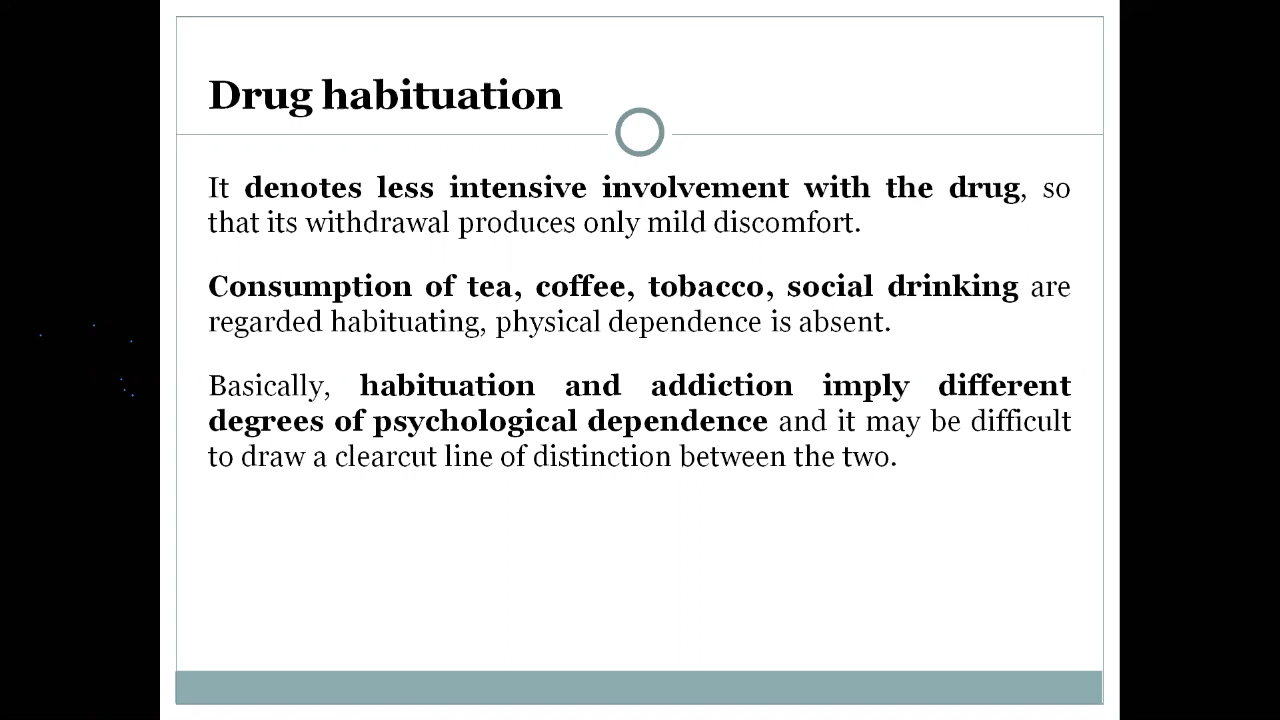 Drug habituation
It denotes less intensive involvement with the drug, so
that its withdrawal produces only mild discomfort.
Consumption of tea, coffee, tobacco, social drinking are
regarded habituating, physical dependence is absent.
Basically, habituation and addiction imply different
degrees of psychological dependence and it may be difficult
to draw a clearcut line of distinction between the two.